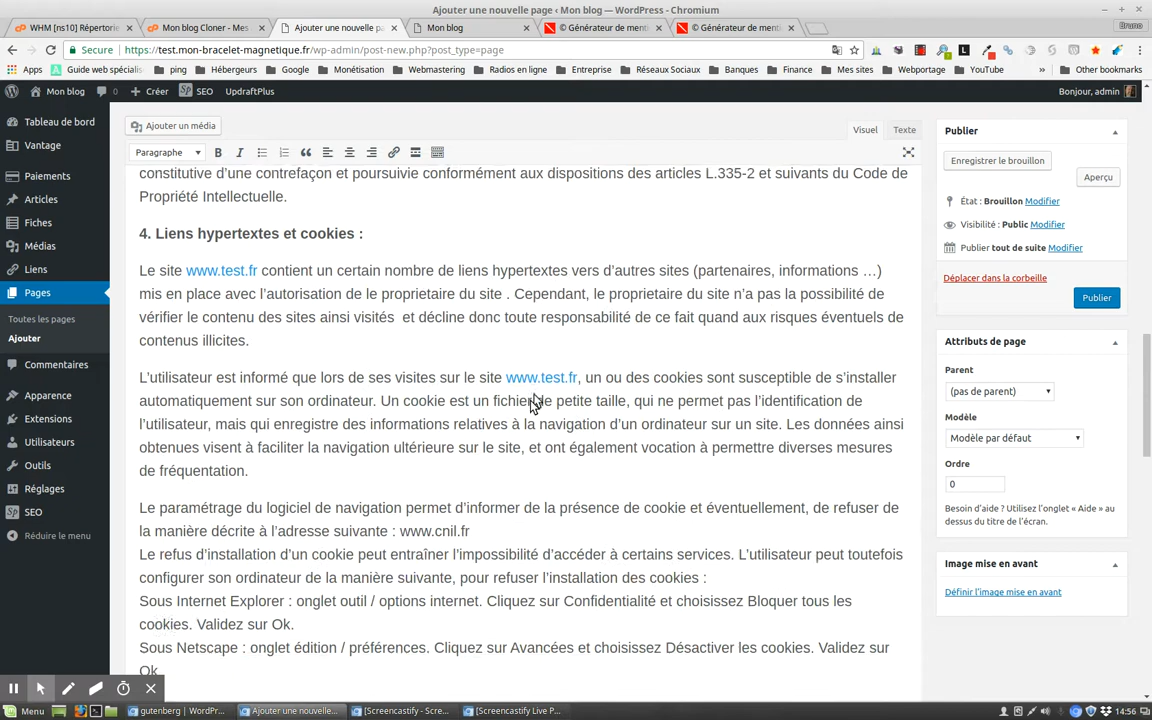 Ajouter une nouvelle page ‹ Mon blog — WordPress - Chromium
WHM [ns10] Répertorie
Mon blog Cloner - Mes
Ajouter une nouvelle pa
Mon blog
© Générateur de menti
© Générateur de menti
Bruno
Secure
https://test.mon-bracelet-magnetique.fr/wp-admin/post-new.php?post_type=page
Apps
Guide web spécialis
ping
Hébergeurs
Google
Monétisation
Webmastering
Radios en ligne
Entreprise
Réseaux Sociaux
Banques
Finance
Mes sites
Webportage
YouTube
»
Other bookmarks
Mon blog
0
Créer
SEO
UpdraftPlus
Bonjour, admin
Tableau de bord
Vantage
Paiements
Articles
Fiches
Médias
Liens
Pages
Toutes les pages
Ajouter
Commentaires
Apparence
Extensions
Utilisateurs
Outils
Réglages
SEO
Réduire le menu
Ajouter un média
Visuel
Texte
Paragraphe
B I
constitutive d’une contrefaçon et poursuivie conformément aux dispositions des articles L.335-2 et suivants du Code de
Propriété Intellectuelle.
4. Liens hypertextes et cookies :
Le site www.test.fr contient un certain nombre de liens hypertextes vers d’autres sites (partenaires, informations …)
mis en place avec l’autorisation de le proprietaire du site . Cependant, le proprietaire du site n’a pas la possibilité de
vérifier le contenu des sites ainsi visités et décline donc toute responsabilité de ce fait quand aux risques éventuels de
contenus illicites.
L’utilisateur est informé que lors de ses visites sur le site www.test.fr, un ou des cookies sont susceptible de s’installer
automatiquement sur son ordinateur. Un cookie est un fichier de petite taille, qui ne permet pas l’identification de
l’utilisateur, mais qui enregistre des informations relatives à la navigation d’un ordinateur sur un site. Les données ainsi
obtenues visent à faciliter la navigation ultérieure sur le site, et ont également vocation à permettre diverses mesures
de fréquentation.
Le paramétrage du logiciel de navigation permet d’informer de la présence de cookie et éventuellement, de refuser de
la manière décrite à l’adresse suivante : www.cnil.fr
Le refus d’installation d’un cookie peut entraîner l’impossibilité d’accéder à certains services. L’utilisateur peut toutefois
configurer son ordinateur de la manière suivante, pour refuser l’installation des cookies :
Sous Internet Explorer : onglet outil / options internet. Cliquez sur Confidentialité et choisissez Bloquer tous les
cookies. Validez sur Ok.
Sous Netscape : onglet édition / préférences. Cliquez sur Avancées et choisissez Désactiver les cookies. Validez sur
Ok.
Publier
Enregistrer le brouillon
Aperçu
État : Brouillon Modifier
Visibilité : Public Modifier
Publier tout de suite Modifier
Déplacer dans la corbeille
Publier
Attributs de page
Parent
(pas de parent)
Modèle
Modèle par défaut
Ordre
0
Besoin d’aide ? Utilisez l’onglet « Aide » au
dessus du titre de l’écran.
Image mise en avant
Définir l’image mise en avant
Menu
gutenberg | WordPr...
Ajouter une nouvelle...
[Screencastify - Scre...
[Screencastify Live P...
14:56